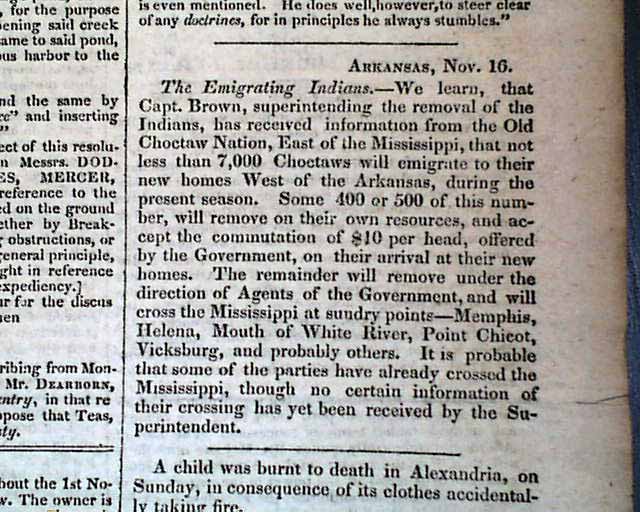 , for the purpose
ening said creek
ame to said pond,
ous harbor to the
nd the same by
ce" and inserting
"
ect of this resolu-
n Messrs. DOD-
ES, MERCER,
reference to the
ed on the ground
ether by Break-
g obstructions, or
general principle,
ght in reference
expediency.]
ur for the discus
men
ribing from Mon-
Mr. DEARBORN,
entry, in that re
ppose that Teas,
ty.
bout the 1st No-
w. The owner is
is even mentioned. He does well, however, to steer clear
of any doctrines, for in principles he always stumbles."
ARKANSAS, Nov. 16.
The Emigrating Indians.—We learn, that
Capt. Brown, superintending the removal of the
Indians, has received information from the Old
Choctaw Nation, East of the Mississippi, that not
less than 7,000 Choctaws will emigrate to their
new homes West of the Arkansas, during the
present season. Some 400 or 500 of this num-
ber, will remove on their own resources, and ac-
cept the commutation of $10 per head, offered
by the Government, on their arrival at their new
homes. The remainder will remove under the
direction of Agents of the Government, and will
cross the Mississippi at sundry points—Memphis,
Helena, Mouth of White River, Point Chicot,
Vicksburg, and probably others. It is probable
that some of the parties have already crossed the
Mississippi, though no certain information of
their crossing has yet been received by the Su-
perintendent.
A child was burnt to death in Alexandria, on
Sunday, in consequence of its clothes accidental-
ly taking fire.